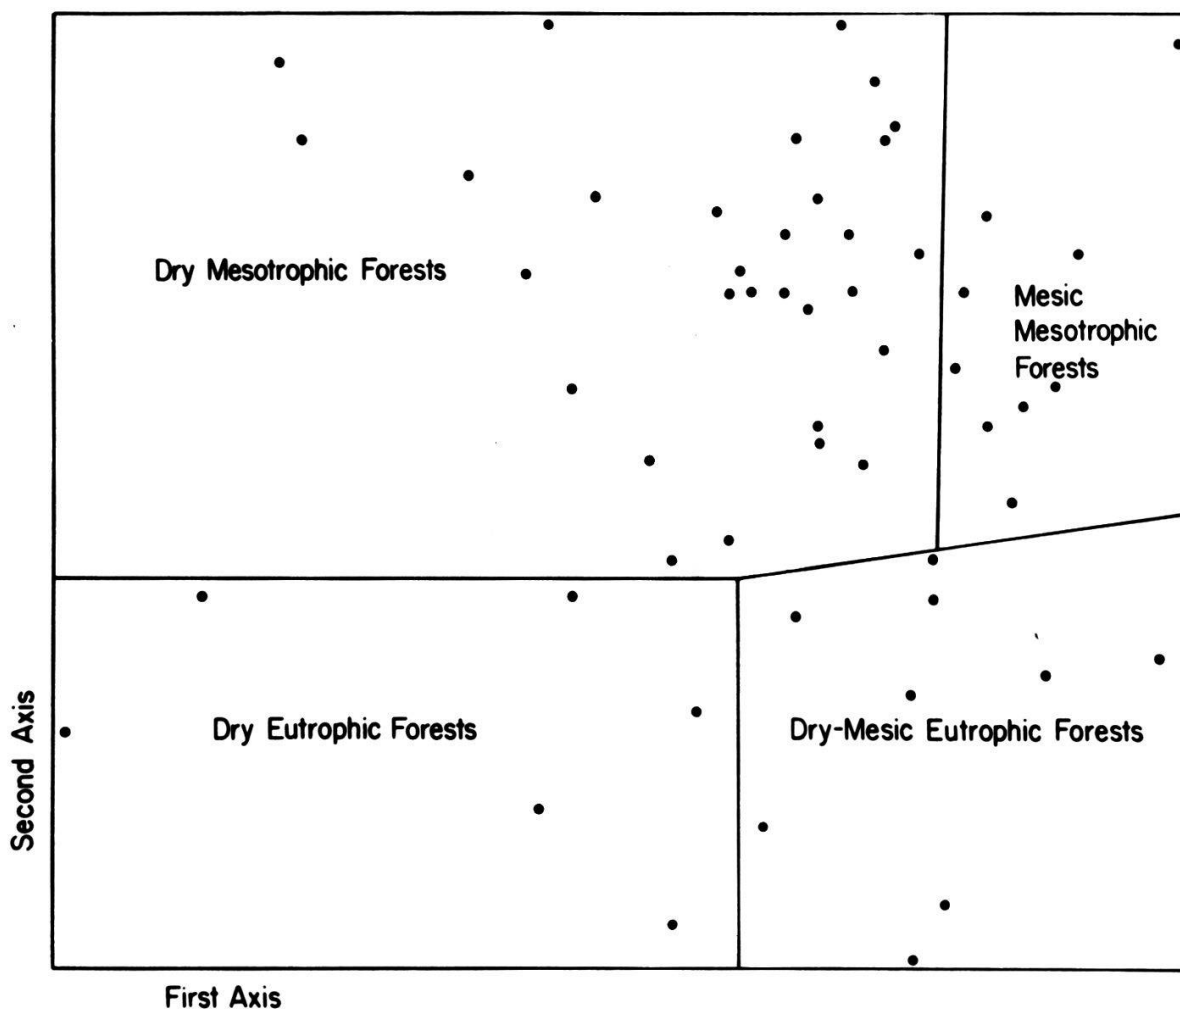 Dry Mesotrophic Forests
Mesic
Mesotrophic
Forests
Dry Eutrophic Forests
Dry-Mesic Eutrophic Forests
Second Axis
First Axis